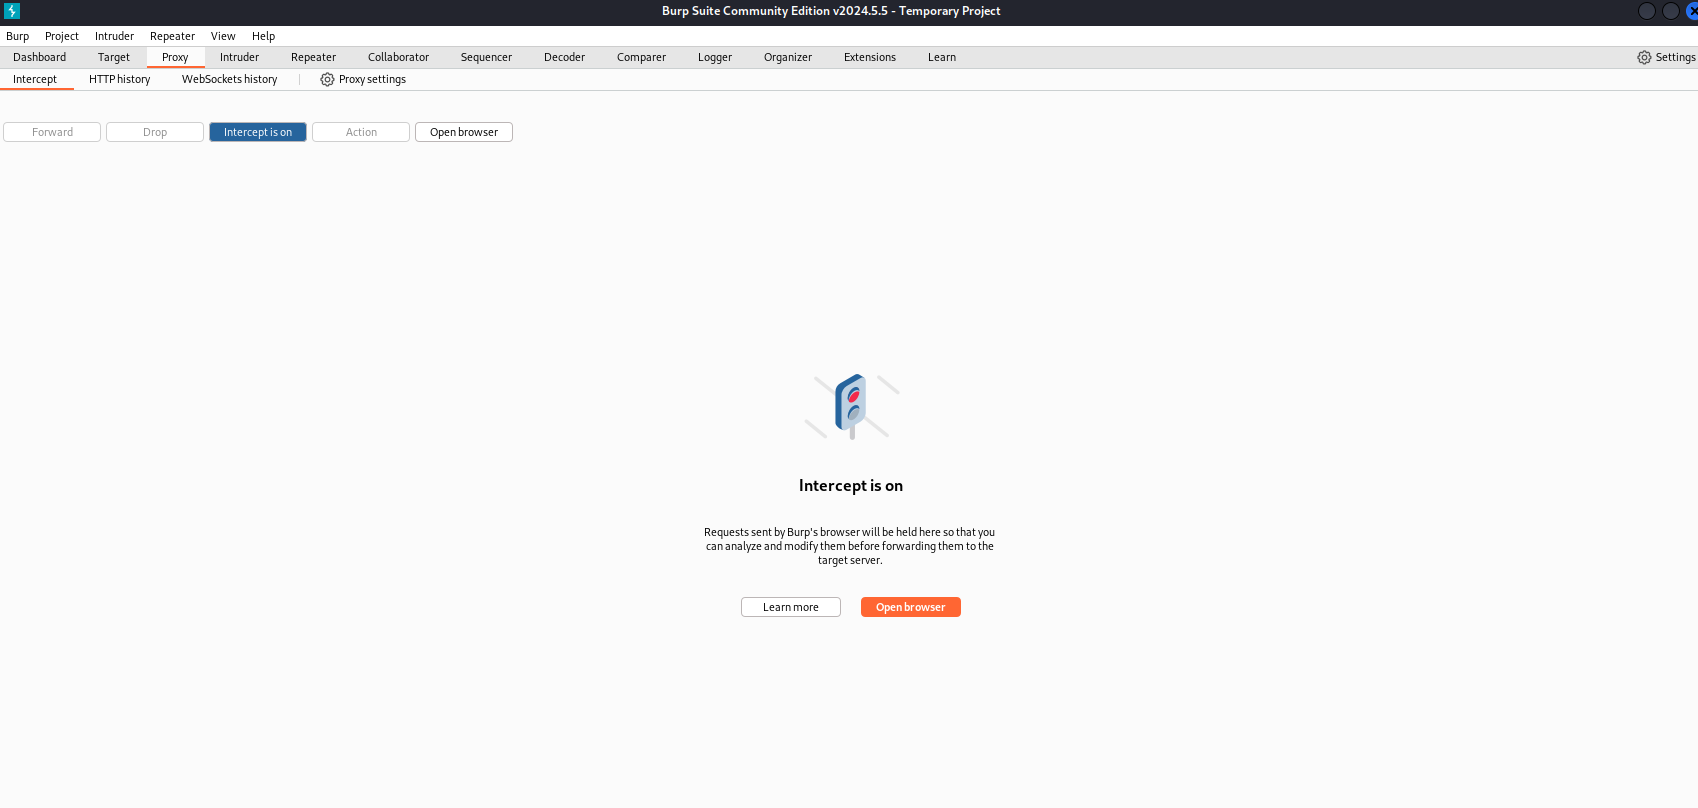 Burp Suite Community Edition v2024.5.5 - Temporary Project
Burp Project Intruder Repeater View Help
Dashboard Target Proxy Intruder Repeater Collaborator Sequencer Decoder Comparer Logger Organizer Extensions Learn Settings
Intercept HTTP history WebSockets history Proxy settings
Forward Drop Intercept is on Action Open browser
Intercept is on
Requests sent by Burp's browser will be held here so that you
can analyze and modify them before forwarding them to the
target server.
Learn more Open browser